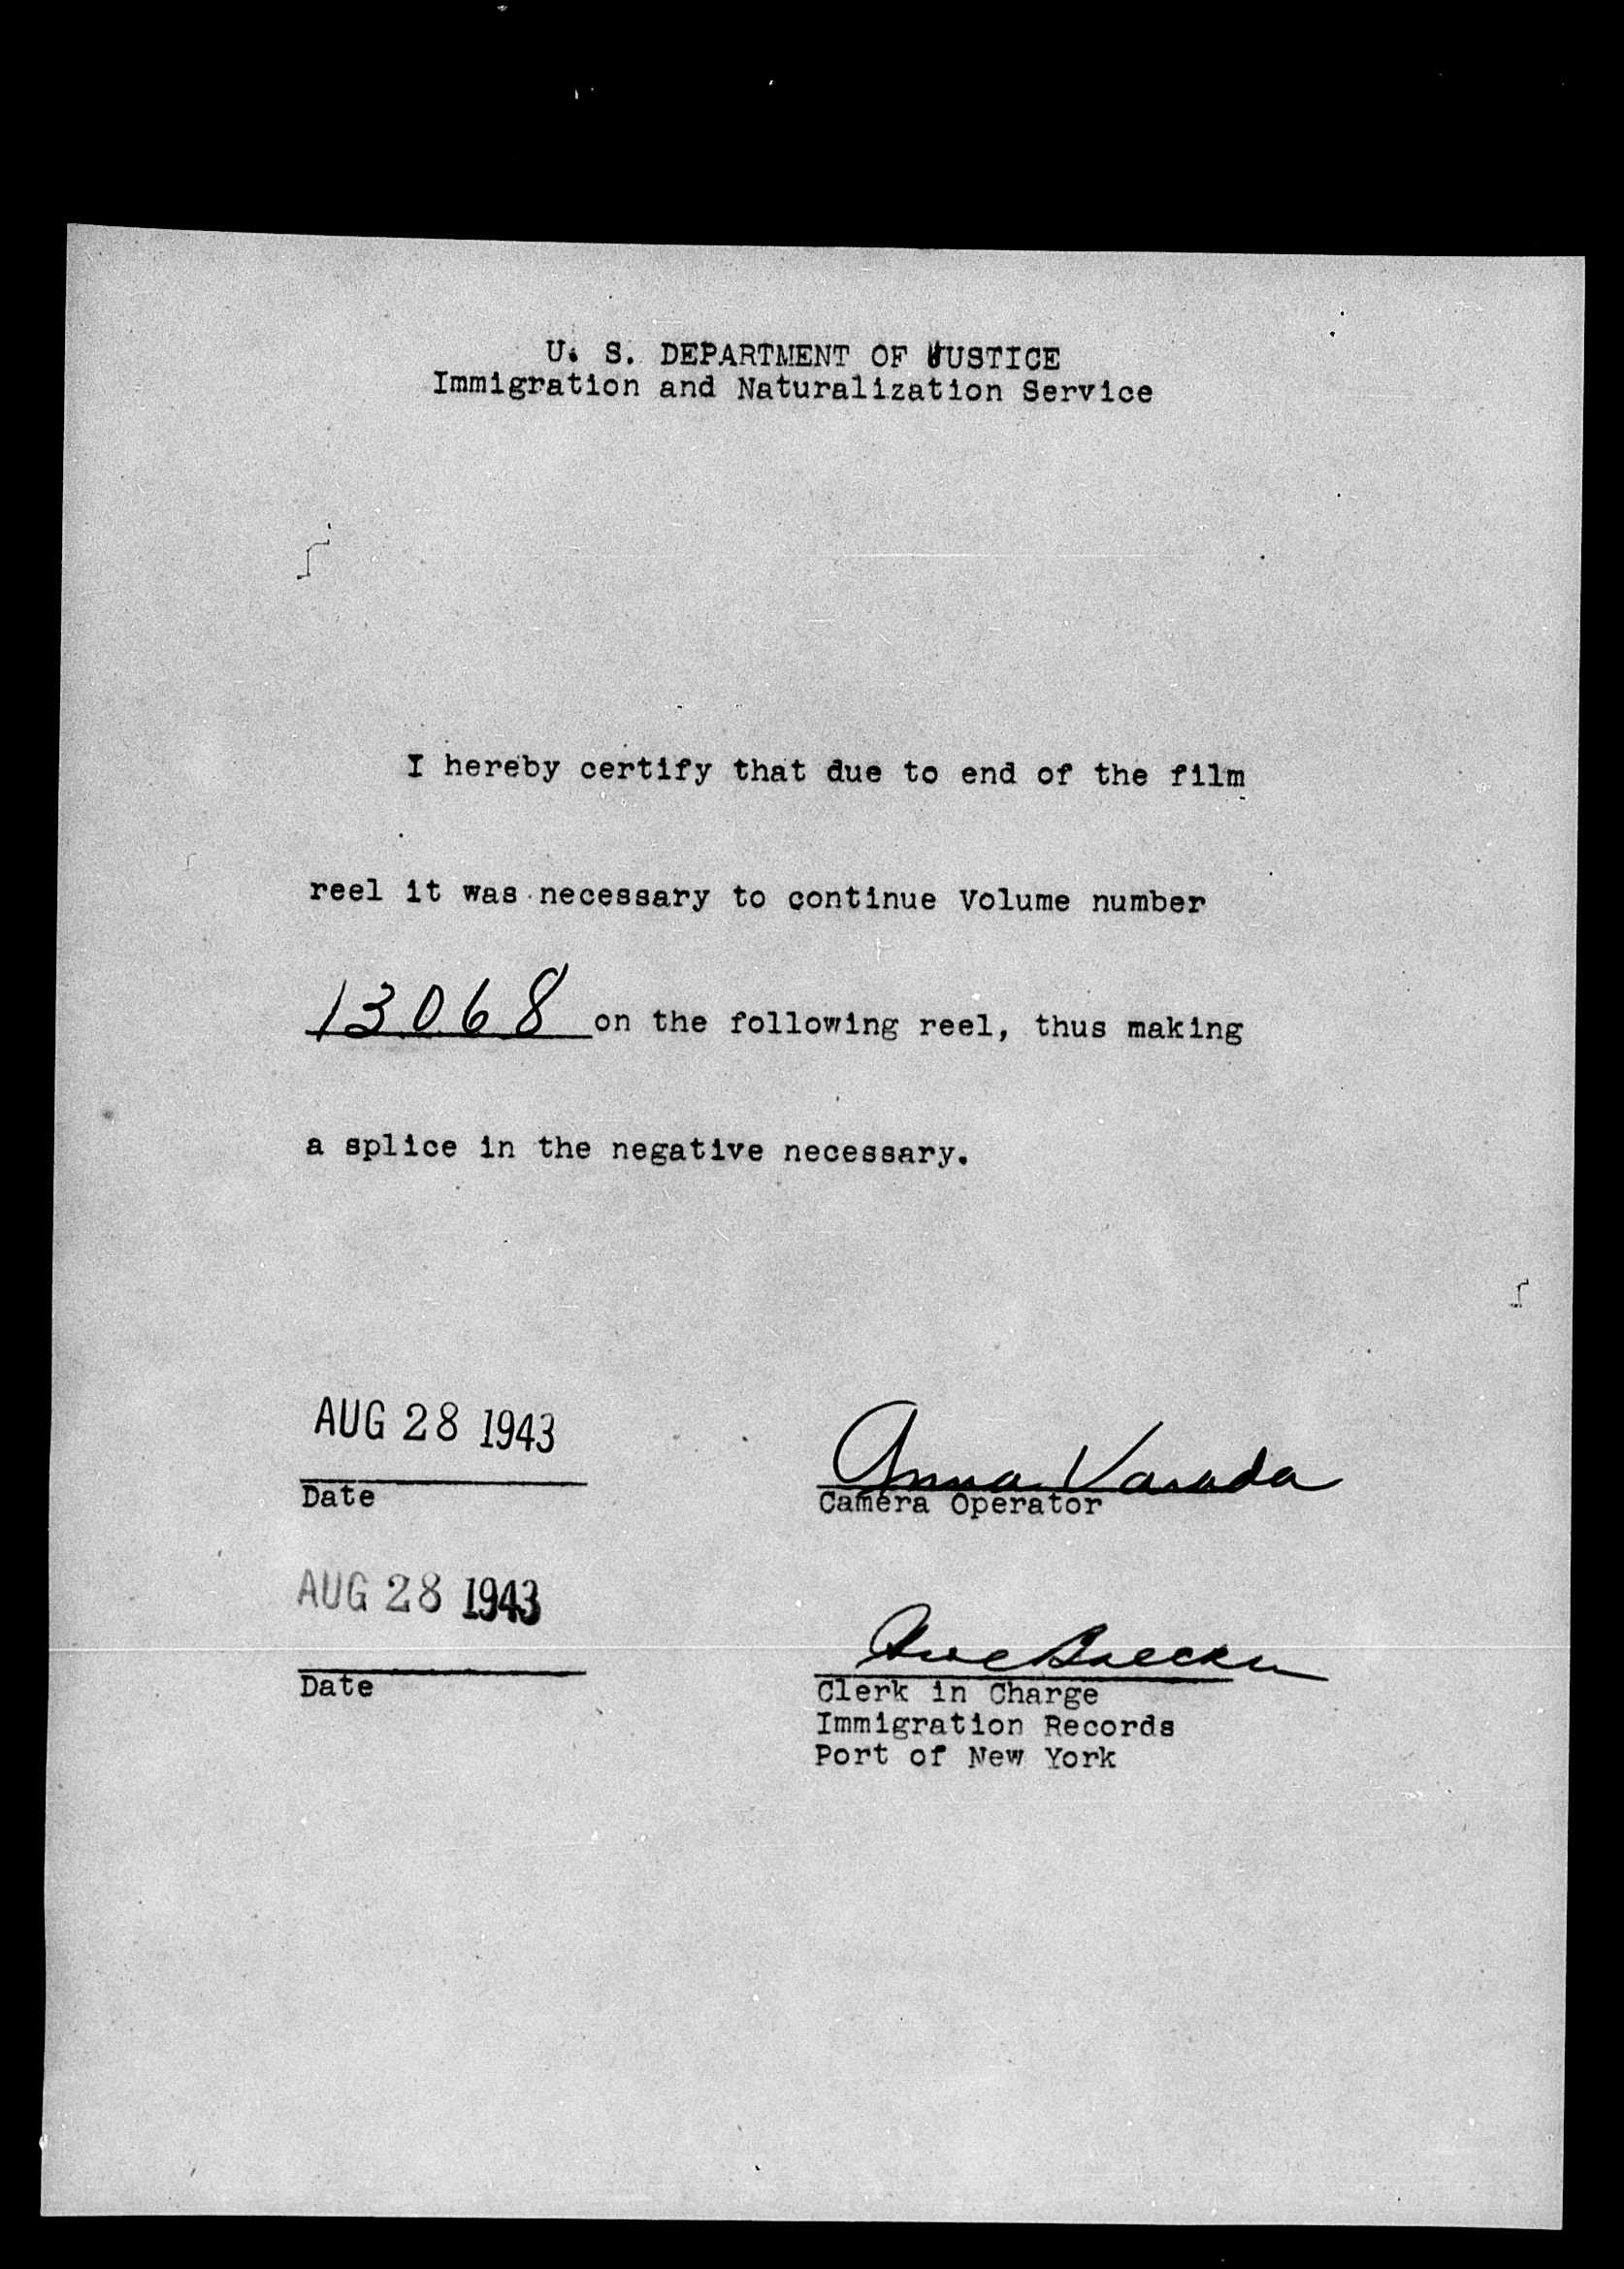 U. S. DEPARTMENT OF JUSTICE
Immigration and Naturalization Service
I hereby certify that due to end of the film
reel it was necessary to continue Volume number
13068 on the following reel, thus making
a splice in the negative necessary.
AUG 28 1943
Anna Varada
Date
Camera Operator
AUG 28 1943
Date
Clerk in Charge
Immigration Records
Port of New York